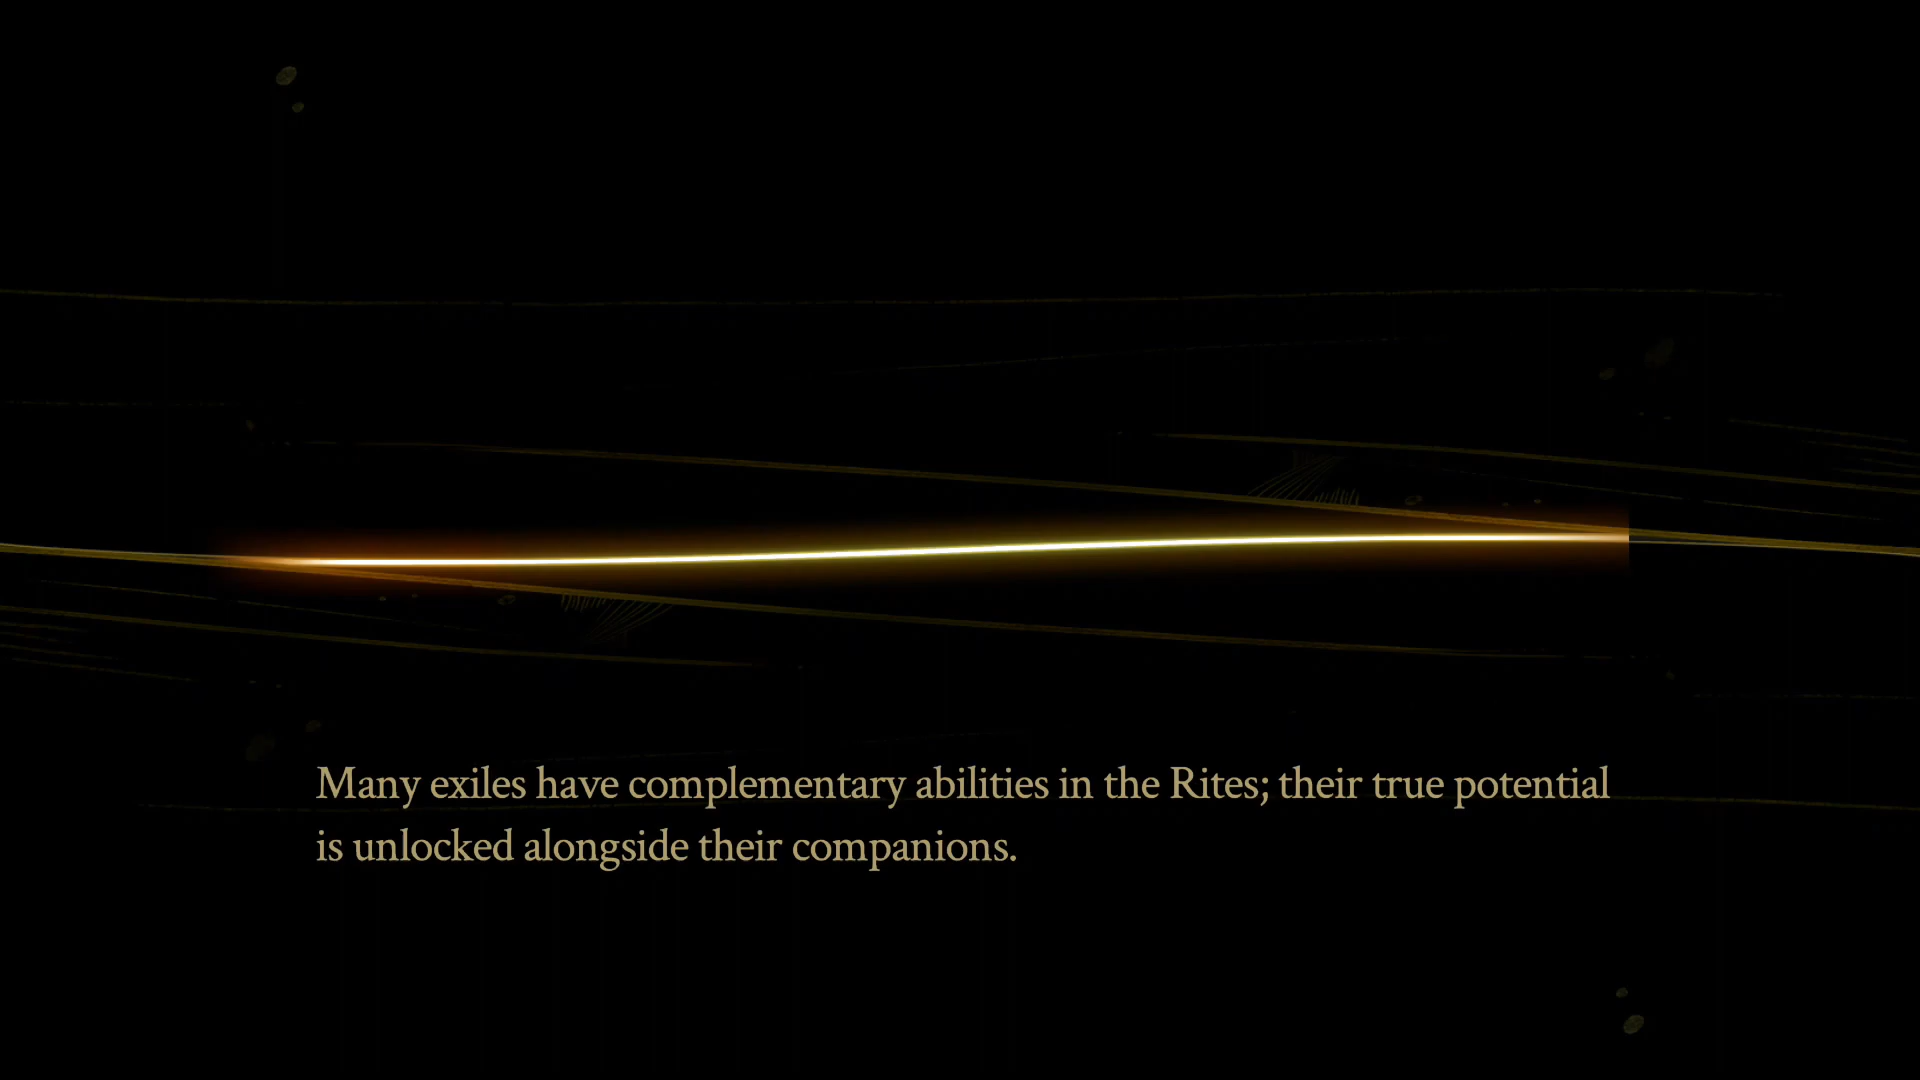 Many exiles have complementary abilities in the Rites; their true potential
is unlocked alongside their companions.